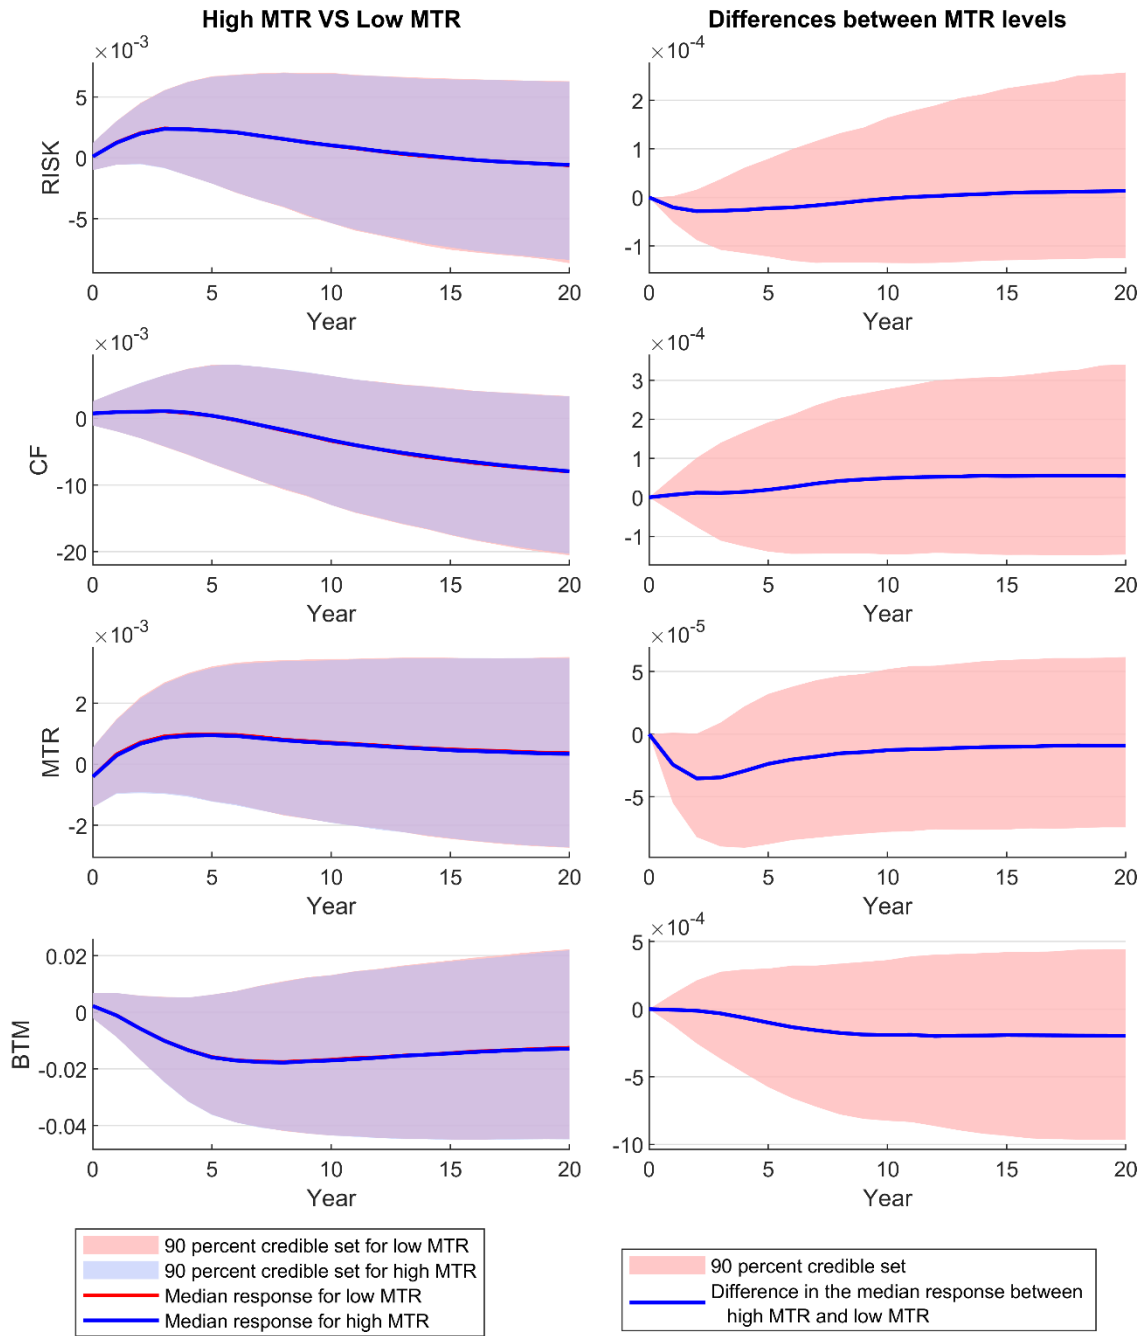 High MTR VS Low MTR
Differences between MTR levels
×10⁻³
5
0
-5
RISK
0 5 10 15 20
Year
×10⁻⁴
2
1
0
-1
0 5 10 15 20
Year
×10⁻³
0
-10
-20
CF
0 5 10 15 20
Year
×10⁻⁴
3
2
1
0
-1
0 5 10 15 20
Year
×10⁻³
2
0
-2
MTR
0 5 10 15 20
Year
×10⁻⁵
5
0
-5
0 5 10 15 20
Year
0.02
0
-0.02
-0.04
BTM
0 5 10 15 20
Year
×10⁻⁴
5
0
-5
-10
0 5 10 15 20
Year
90 percent credible set for low MTR
90 percent credible set for high MTR
Median response for low MTR
Median response for high MTR
90 percent credible set
Difference in the median response between
high MTR and low MTR